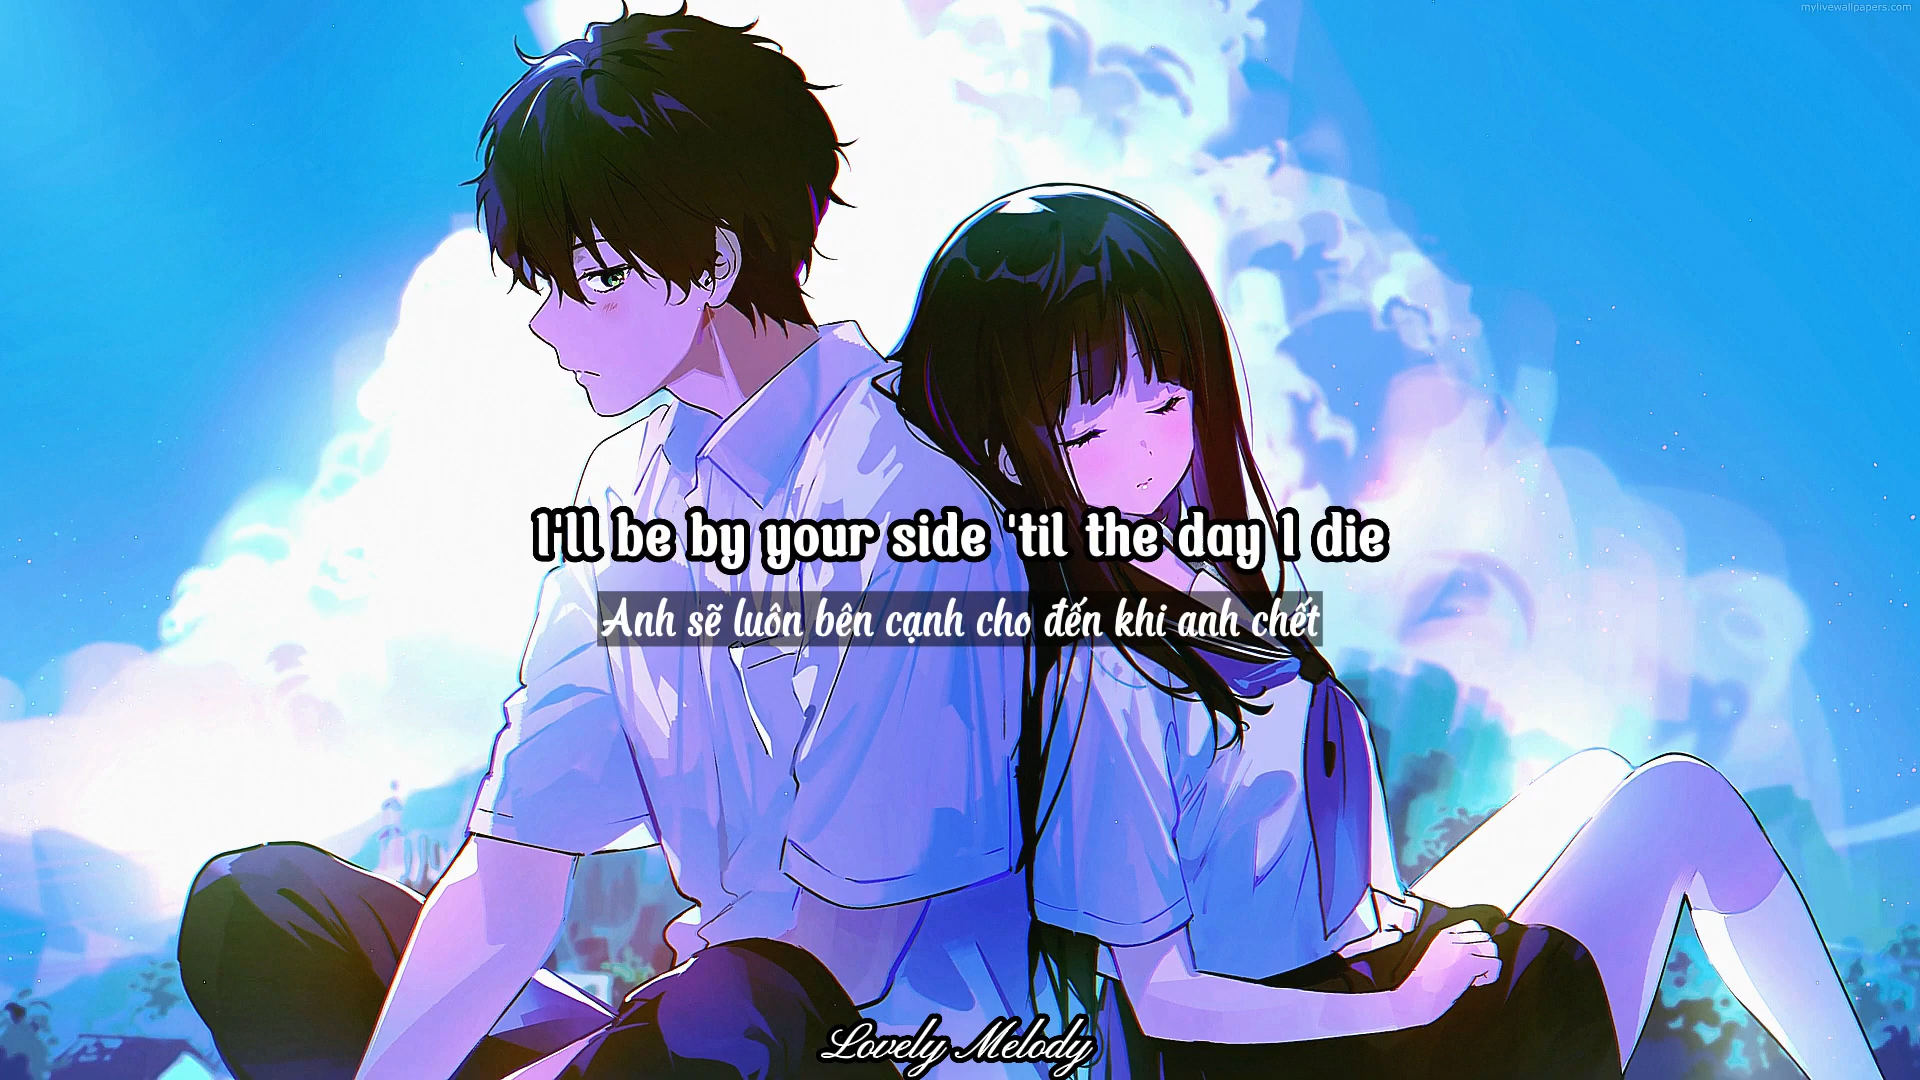 mylivewallpapers.com
I'll be by your side 'til the day I die
Anh sẽ luôn bên cạnh cho đến khi anh chết
Lovely Melody